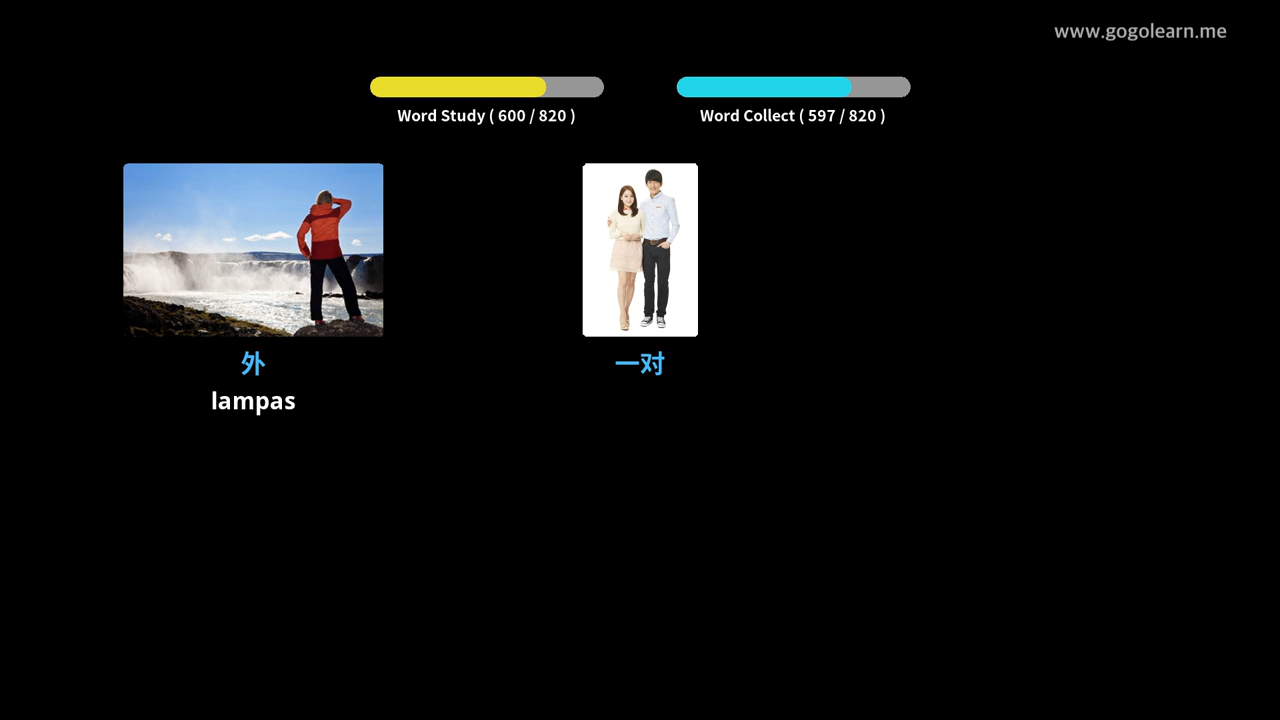 www.gogolearn.me
Word Study ( 600 / 820 )
Word Collect ( 597 / 820 )
外
lampas
一对